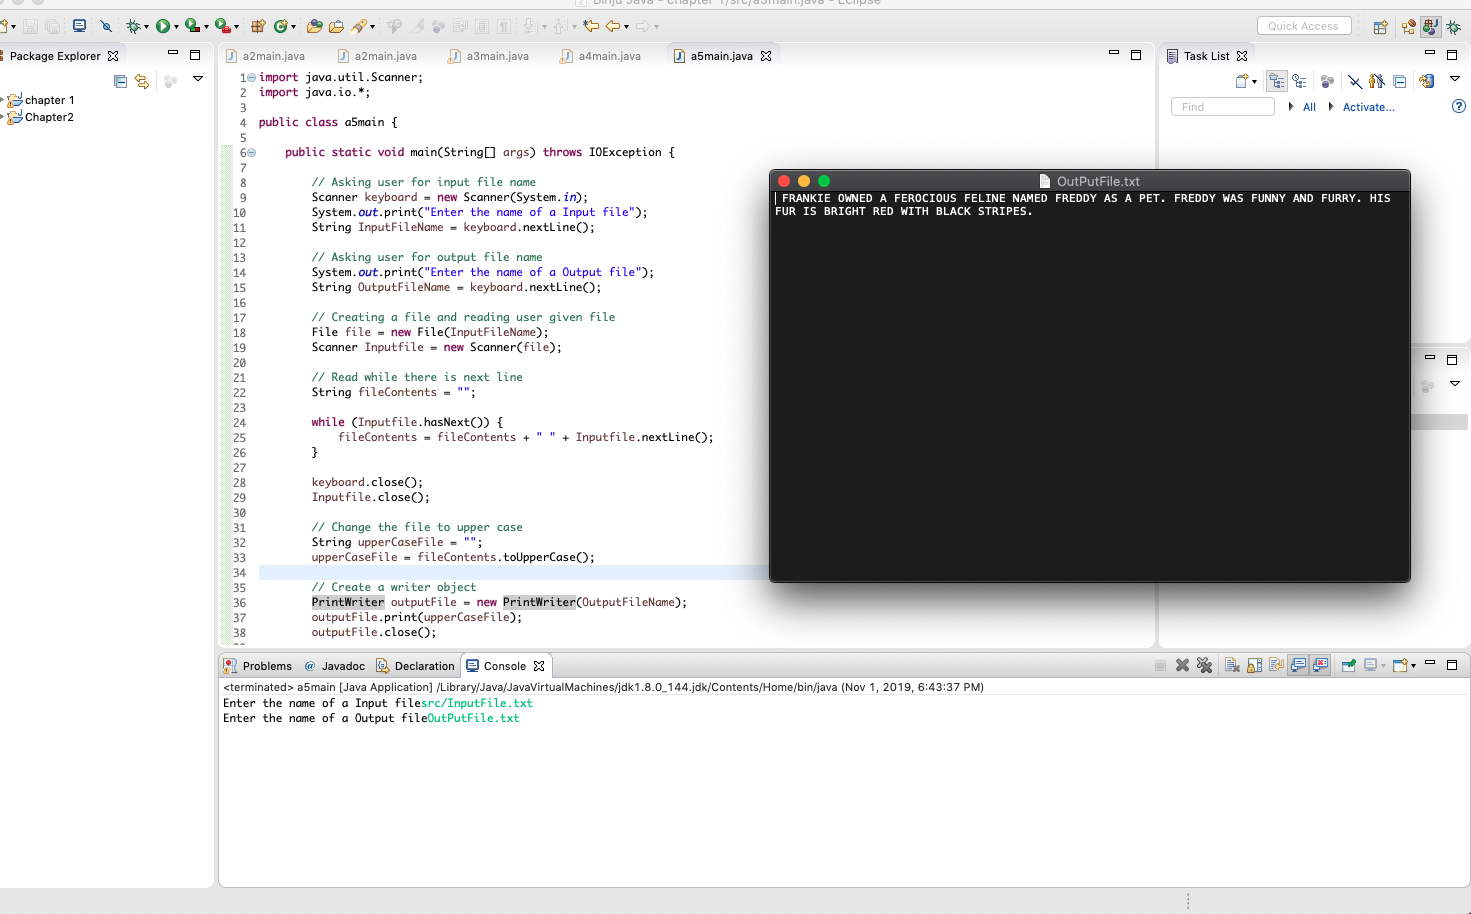 Binju Java - chapter 1/src/a5main.java - Eclipse
Quick Access
Package Explorer
chapter 1
Chapter2
a2main.java
a2main.java
a3main.java
a4main.java
a5main.java
1 import java.util.Scanner;
2 import java.io.*;
3
4 public class a5main {
5
6 public static void main(String[] args) throws IOException {
7
8 // Asking user for input file name
9 Scanner keyboard = new Scanner(System.in);
10 System.out.print("Enter the name of a Input file");
11 String InputFileName = keyboard.nextLine();
12
13 // Asking user for output file name
14 System.out.print("Enter the name of a Output file");
15 String OutputFileName = keyboard.nextLine();
16
17 // Creating a file and reading user given file
18 File file = new File(InputFileName);
19 Scanner Inputfile = new Scanner(file);
20
21 // Read while there is next line
22 String fileContents = "";
23
24 while (Inputfile.hasNext()) {
25 fileContents = fileContents + " " + Inputfile.nextLine();
26 }
27
28 keyboard.close();
29 Inputfile.close();
30
31 // Change the file to upper case
32 String upperCaseFile = "";
33 upperCaseFile = fileContents.toUpperCase();
34
35 // Create a writer object
36 PrintWriter outputFile = new PrintWriter(OutputFileName);
37 outputFile.print(upperCaseFile);
38 outputFile.close();
OutPutFile.txt
FRANKIE OWNED A FEROCIOUS FELINE NAMED FREDDY AS A PET. FREDDY WAS FUNNY AND FURRY. HIS
FUR IS BRIGHT RED WITH BLACK STRIPES.
Task List
Find
All
Activate...
Problems
@ Javadoc
Declaration
Console
<terminated> a5main [Java Application] /Library/Java/JavaVirtualMachines/jdk1.8.0_144.jdk/Contents/Home/bin/java (Nov 1, 2019, 6:43:37 PM)
Enter the name of a Input filesrc/InputFile.txt
Enter the name of a Output fileOutPutFile.txt